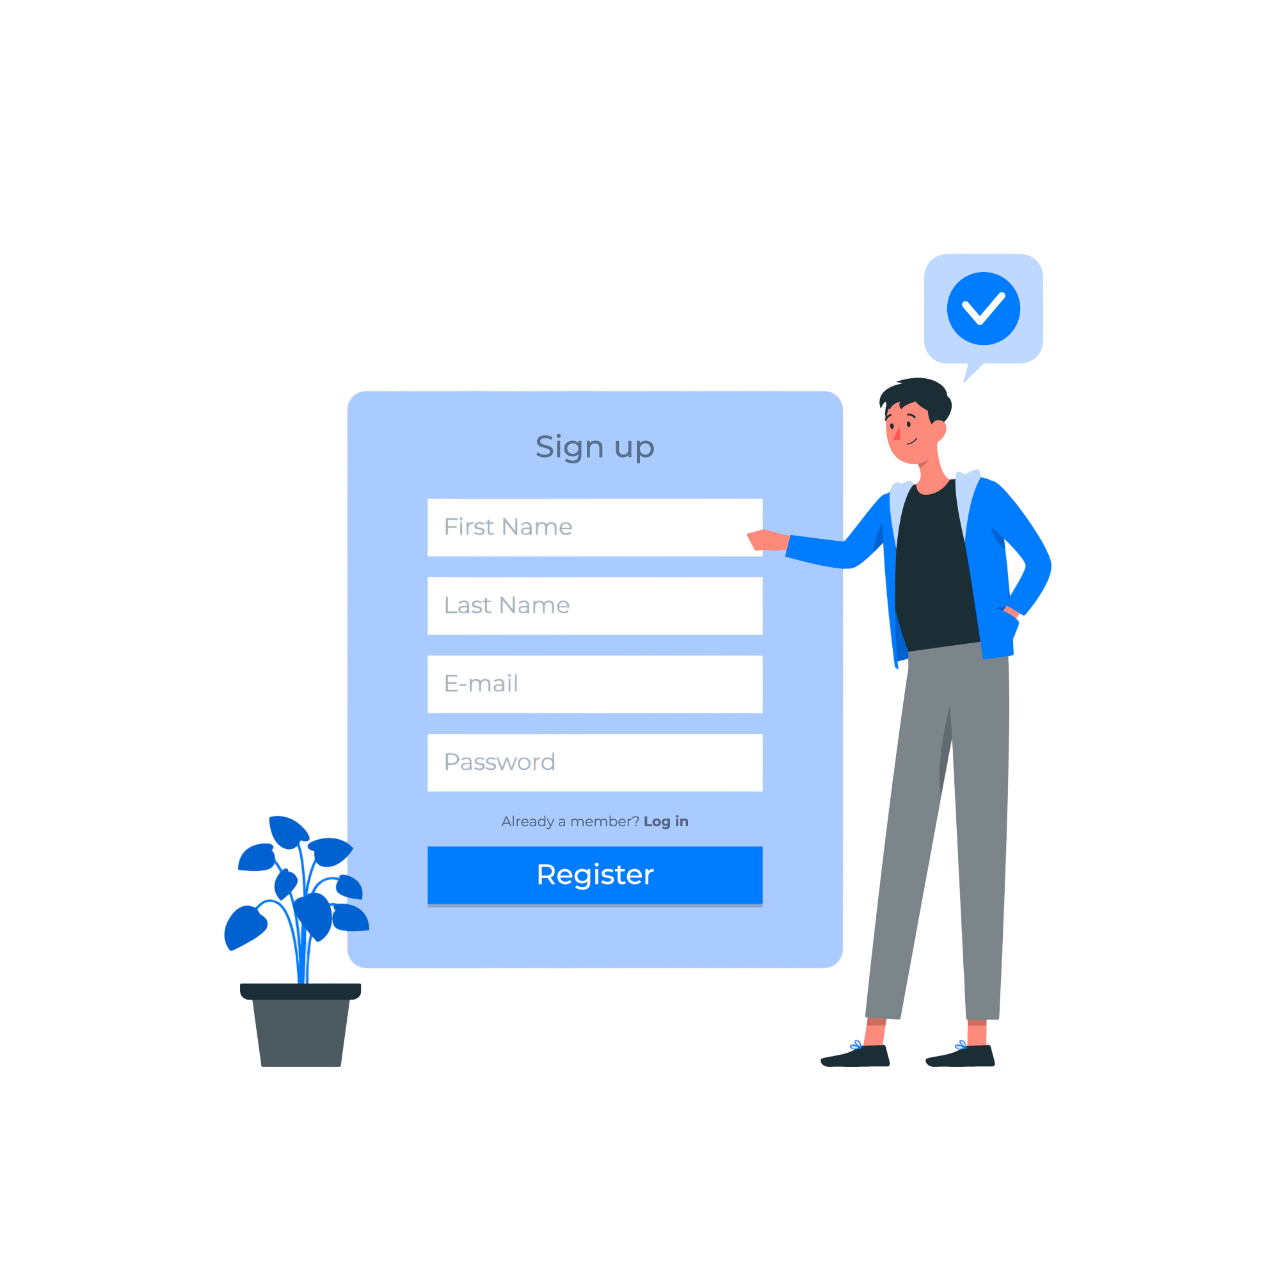 Sign up
First Name
Last Name
E-mail
Password
Already a member? Log in
Register